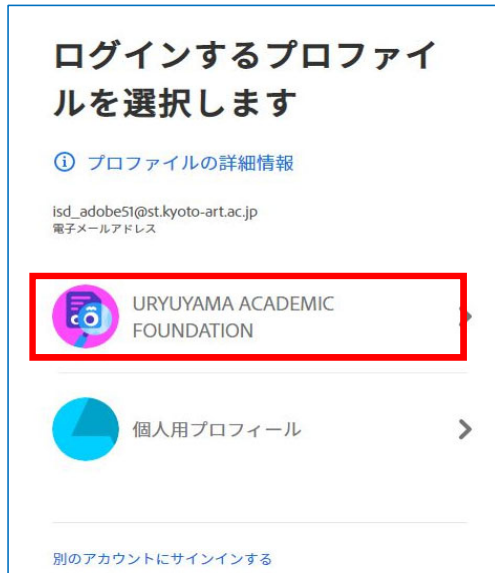 ログインするプロファイ
ルを選択します
プロファイルの詳細情報
isd_adobe51@st.kyoto-art.ac.jp
電子メールアドレス
URYUYAMA ACADEMIC
FOUNDATION
個人用プロフィール
別のアカウントにサインインする